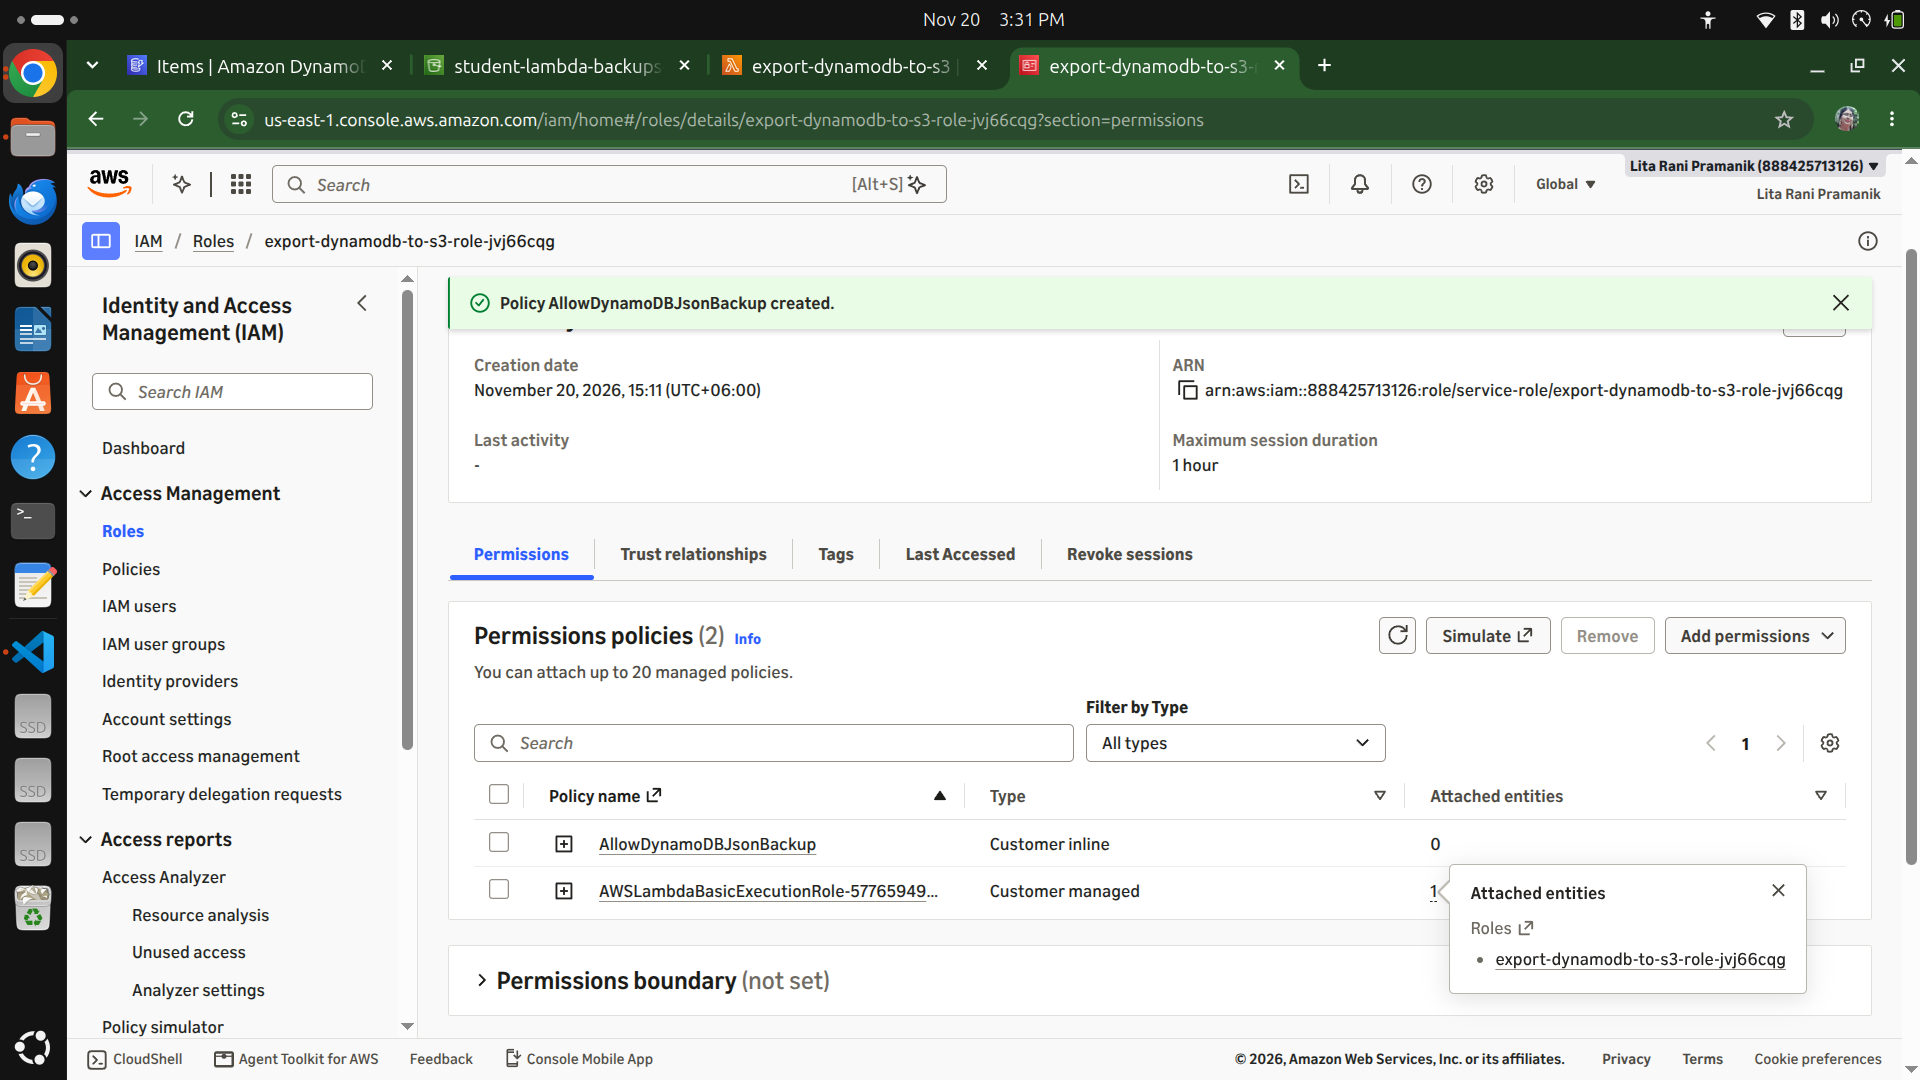 Nov 20 3:31 PM
Items | Amazon Dynamo
student-lambda-backups
export-dynamodb-to-s3 |
export-dynamodb-to-s3-
us-east-1.console.aws.amazon.com/iam/home#/roles/details/export-dynamodb-to-s3-role-jvj66cqg?section=permissions
aws
Search
[Alt+S]
Global
Lita Rani Pramanik (888425713126)
Lita Rani Pramanik
IAM / Roles / export-dynamodb-to-s3-role-jvj66cqg
Identity and Access
Management (IAM)
Search IAM
Dashboard
Access Management
Roles
Policies
IAM users
IAM user groups
Identity providers
Account settings
Root access management
Temporary delegation requests
Access reports
Access Analyzer
Resource analysis
Unused access
Analyzer settings
Policy simulator
Policy AllowDynamoDBJsonBackup created.
Creation date
November 20, 2026, 15:11 (UTC+06:00)
ARN
arn:aws:iam::888425713126:role/service-role/export-dynamodb-to-s3-role-jvj66cqg
Last activity
-
Maximum session duration
1 hour
Permissions
Trust relationships
Tags
Last Accessed
Revoke sessions
Permissions policies (2) Info
You can attach up to 20 managed policies.
Simulate
Remove
Add permissions
Filter by Type
Search
All types
1
Policy name
Type
Attached entities
AllowDynamoDBJsonBackup
Customer inline
0
AWSLambdaBasicExecutionRole-57765949...
Customer managed
1
Attached entities
Roles
export-dynamodb-to-s3-role-jvj66cqg
Permissions boundary (not set)
SSD
SSD
SSD
CloudShell
Agent Toolkit for AWS
Feedback
Console Mobile App
© 2026, Amazon Web Services, Inc. or its affiliates.
Privacy
Terms
Cookie preferences